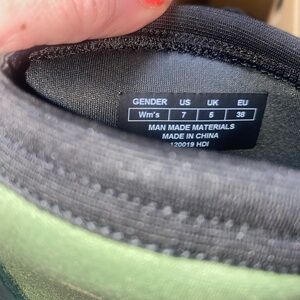 GENDER US UK EU
Wm's 7 5 38
MAN MADE MATERIALS
MADE IN CHINA
120019 HDI